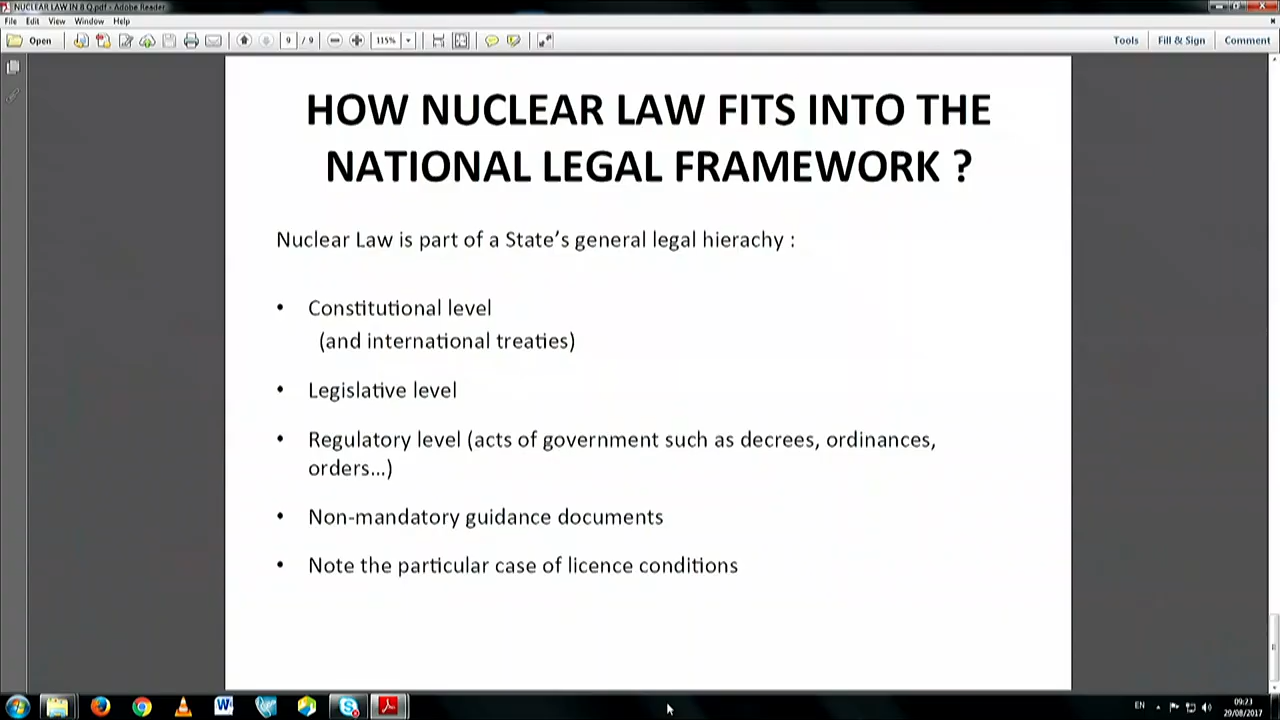 NUCLEAR LAW IN 8 Q.pdf - Adobe Reader
File Edit View Window Help
Open 9 / 9 115% Tools Fill & Sign Comment
HOW NUCLEAR LAW FITS INTO THE
NATIONAL LEGAL FRAMEWORK ?
Nuclear Law is part of a State’s general legal hierachy :
• Constitutional level
(and international treaties)
• Legislative level
• Regulatory level (acts of government such as decrees, ordinances,
orders...)
• Non-mandatory guidance documents
• Note the particular case of licence conditions
EN 09:23
29/08/2017